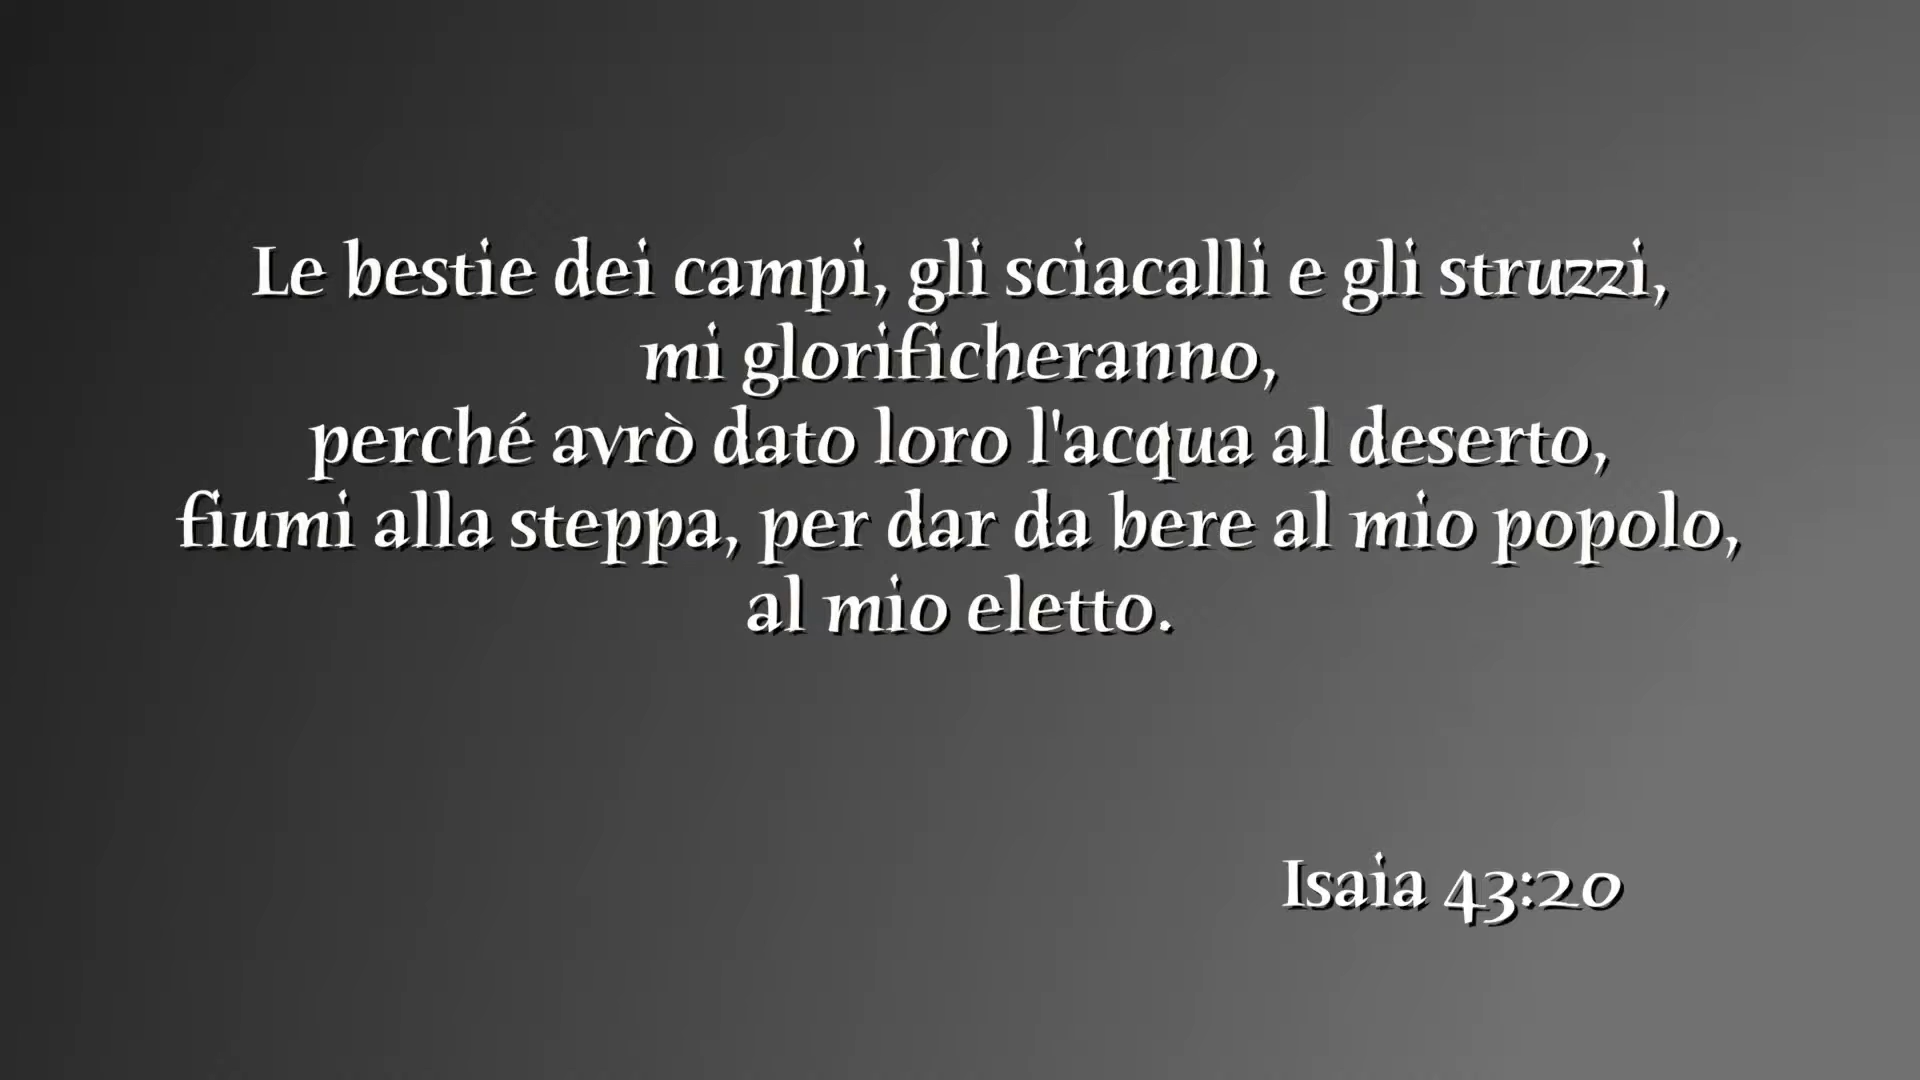 Le bestie dei campi, gli sciacalli e gli struzzi,
mi glorificheranno,
perché avrò dato loro l'acqua al deserto,
fiumi alla steppa, per dar da bere al mio popolo,
al mio eletto.
Isaia 43:20